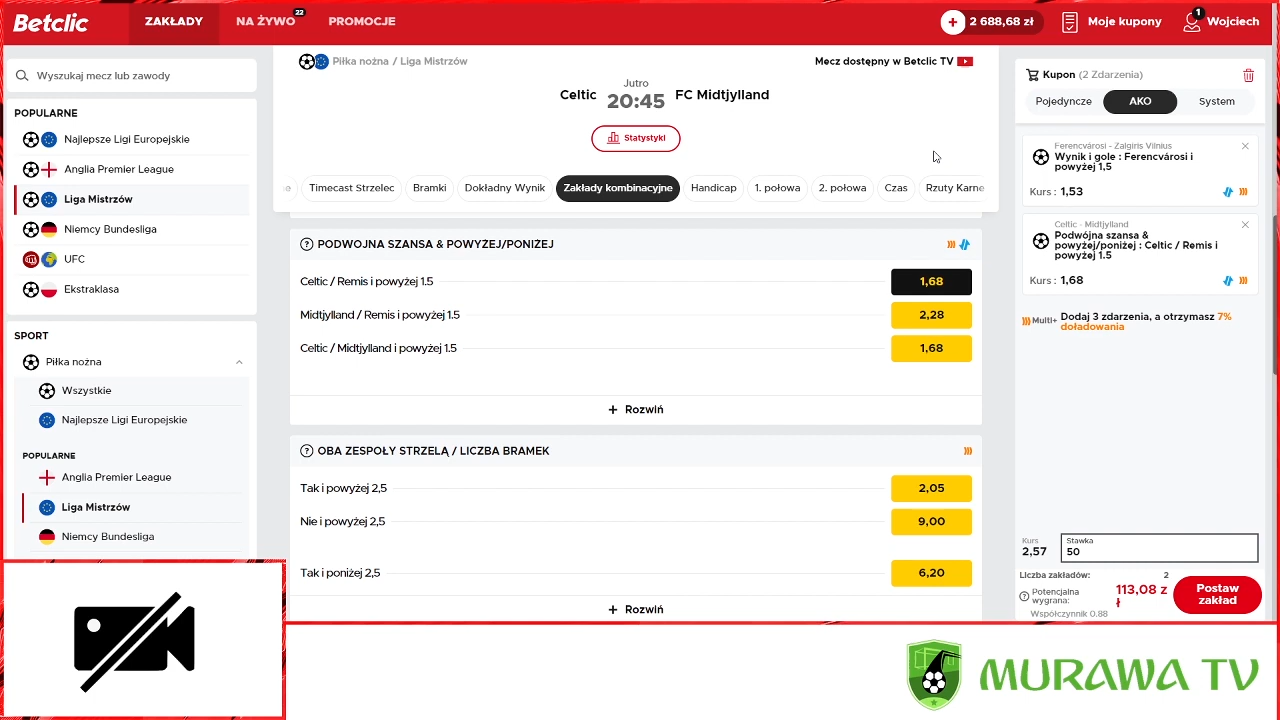 Betclic
ZAKŁADY
NA ŻYWO
22
PROMOCJE
2 688,68 zł
Moje kupony
1
Wojciech
Wyszukaj mecz lub zawody
POPULARNE
Najlepsze Ligi Europejskie
Anglia Premier League
Liga Mistrzów
Niemcy Bundesliga
UFC
Ekstraklasa
SPORT
Piłka nożna
Wszystkie
Najlepsze Ligi Europejskie
POPULARNE
Anglia Premier League
Liga Mistrzów
Niemcy Bundesliga
Piłka nożna / Liga Mistrzów
Mecz dostępny w Betclic TV
Jutro
Celtic 20:45 FC Midtjylland
Statystyki
Timecast Strzelec
Bramki
Dokładny Wynik
Zakłady kombinacyjne
Handicap
1. połowa
2. połowa
Czas
Rzuty Karne
PODWOJNA SZANSA & POWYŻEJ/PONIŻEJ
Celtic / Remis i powyżej 1.5 1,68
Midtjylland / Remis i powyżej 1.5 2,28
Celtic / Midtjylland i powyżej 1.5 1,68
+ Rozwiń
OBA ZESPOŁY STRZELĄ / LICZBA BRAMEK
Tak i powyżej 2,5 2,05
Nie i powyżej 2,5 9,00
Tak i poniżej 2,5 6,20
+ Rozwiń
Kupon (2 Zdarzenia)
Pojedyncze
AKO
System
Ferencvárosi - Zalgiris Vilnius
Wynik i gole : Ferencvárosi i
powyżej 1,5
Kurs : 1,53
Celtic - Midtjylland
Podwójna szansa &
powyżej/poniżej : Celtic / Remis i
powyżej 1.5
Kurs : 1,68
Multi+ Dodaj 3 zdarzenia, a otrzymasz 7%
doładowania
Kurs
2,57
Stawka
50
Liczba zakładów: 2
Potencjalna
wygrana:
113,08 z
ł
Współczynnik 0.88
Postaw
zakład
MURAWA TV